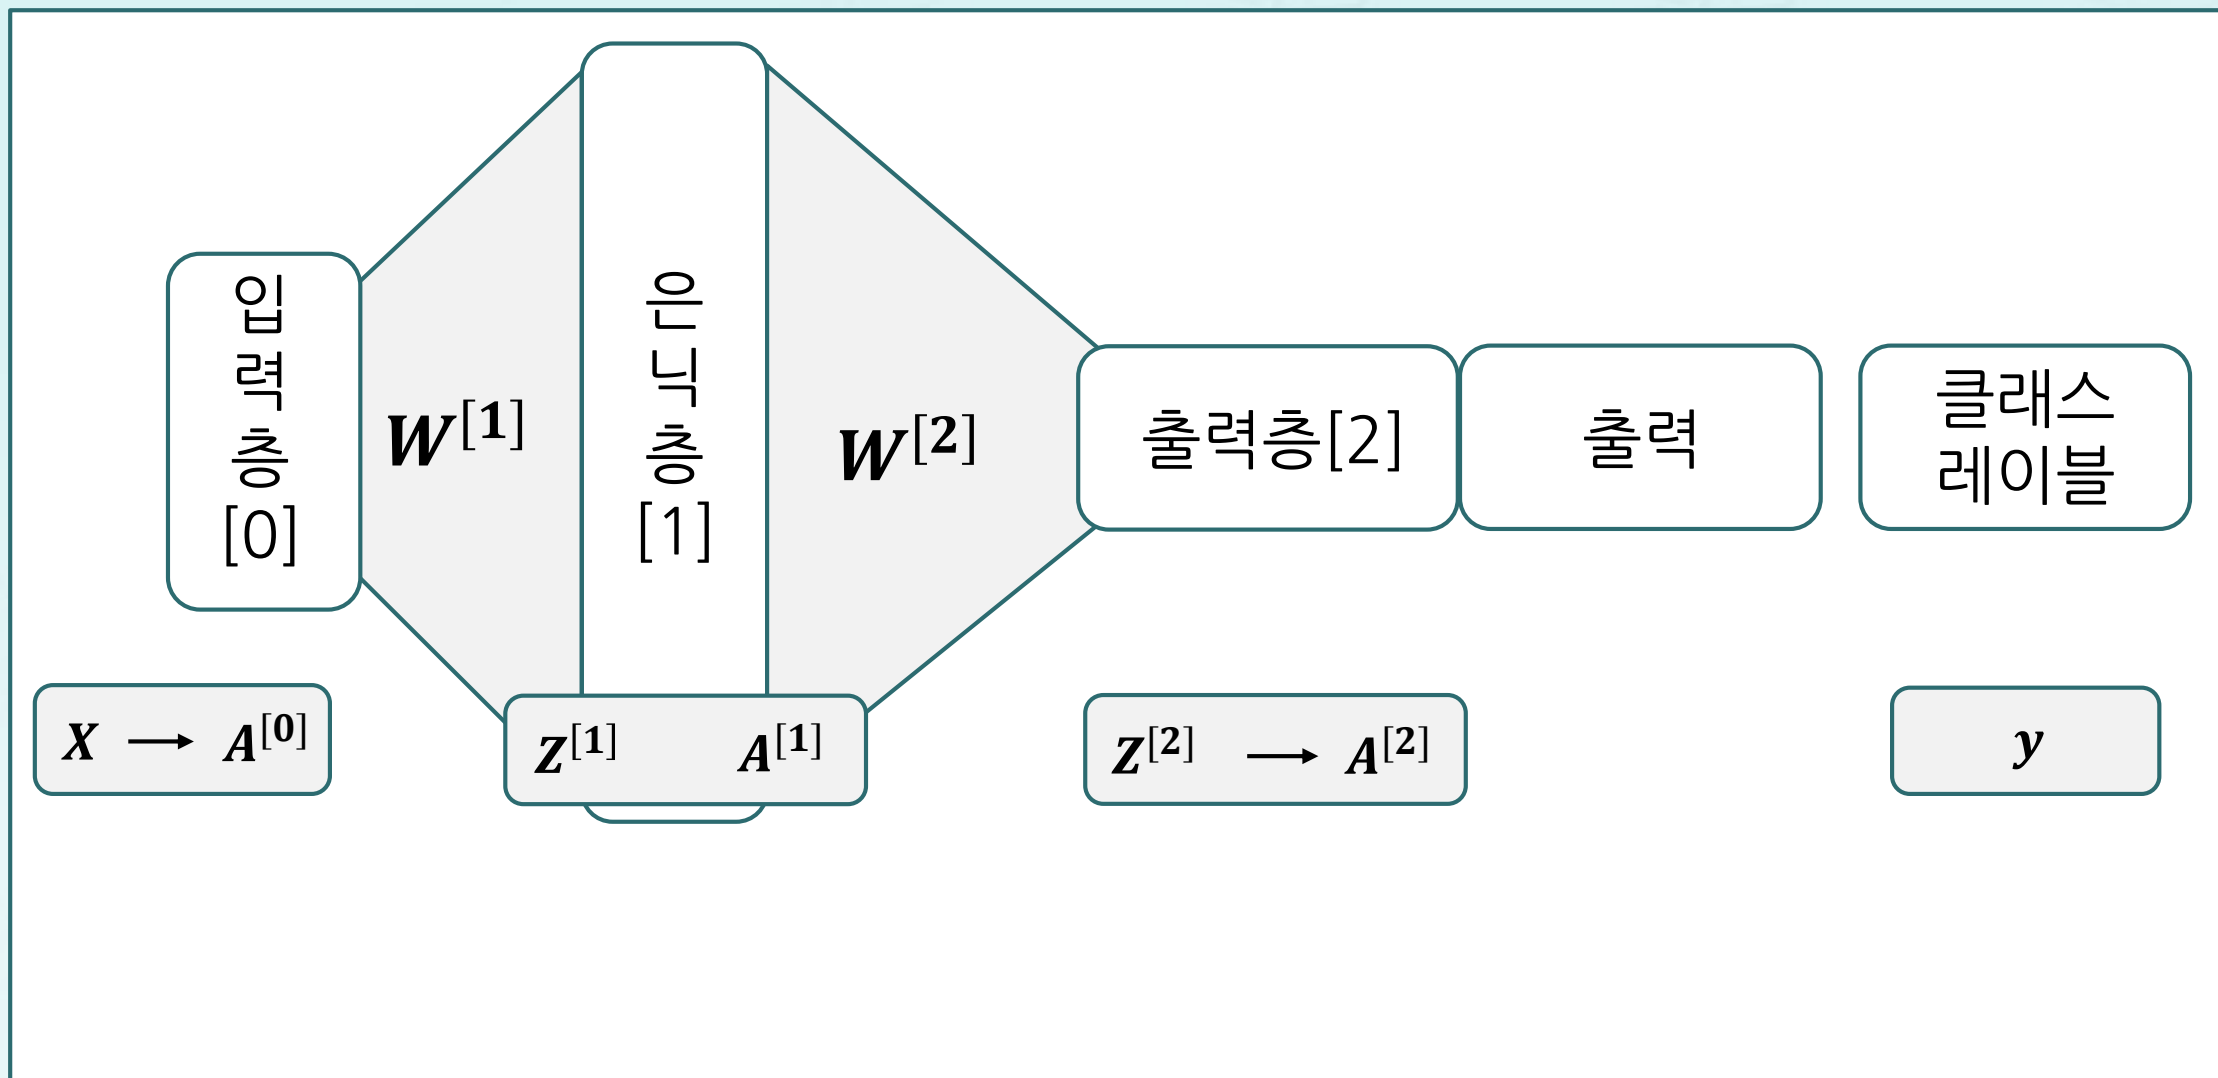 입
력
층
[0]
W^[1]
은
닉
층
[1]
W^[2]
출력층[2]
출력
클래스
레이블
X → A^[0]
Z^[1] A^[1]
Z^[2] → A^[2]
y